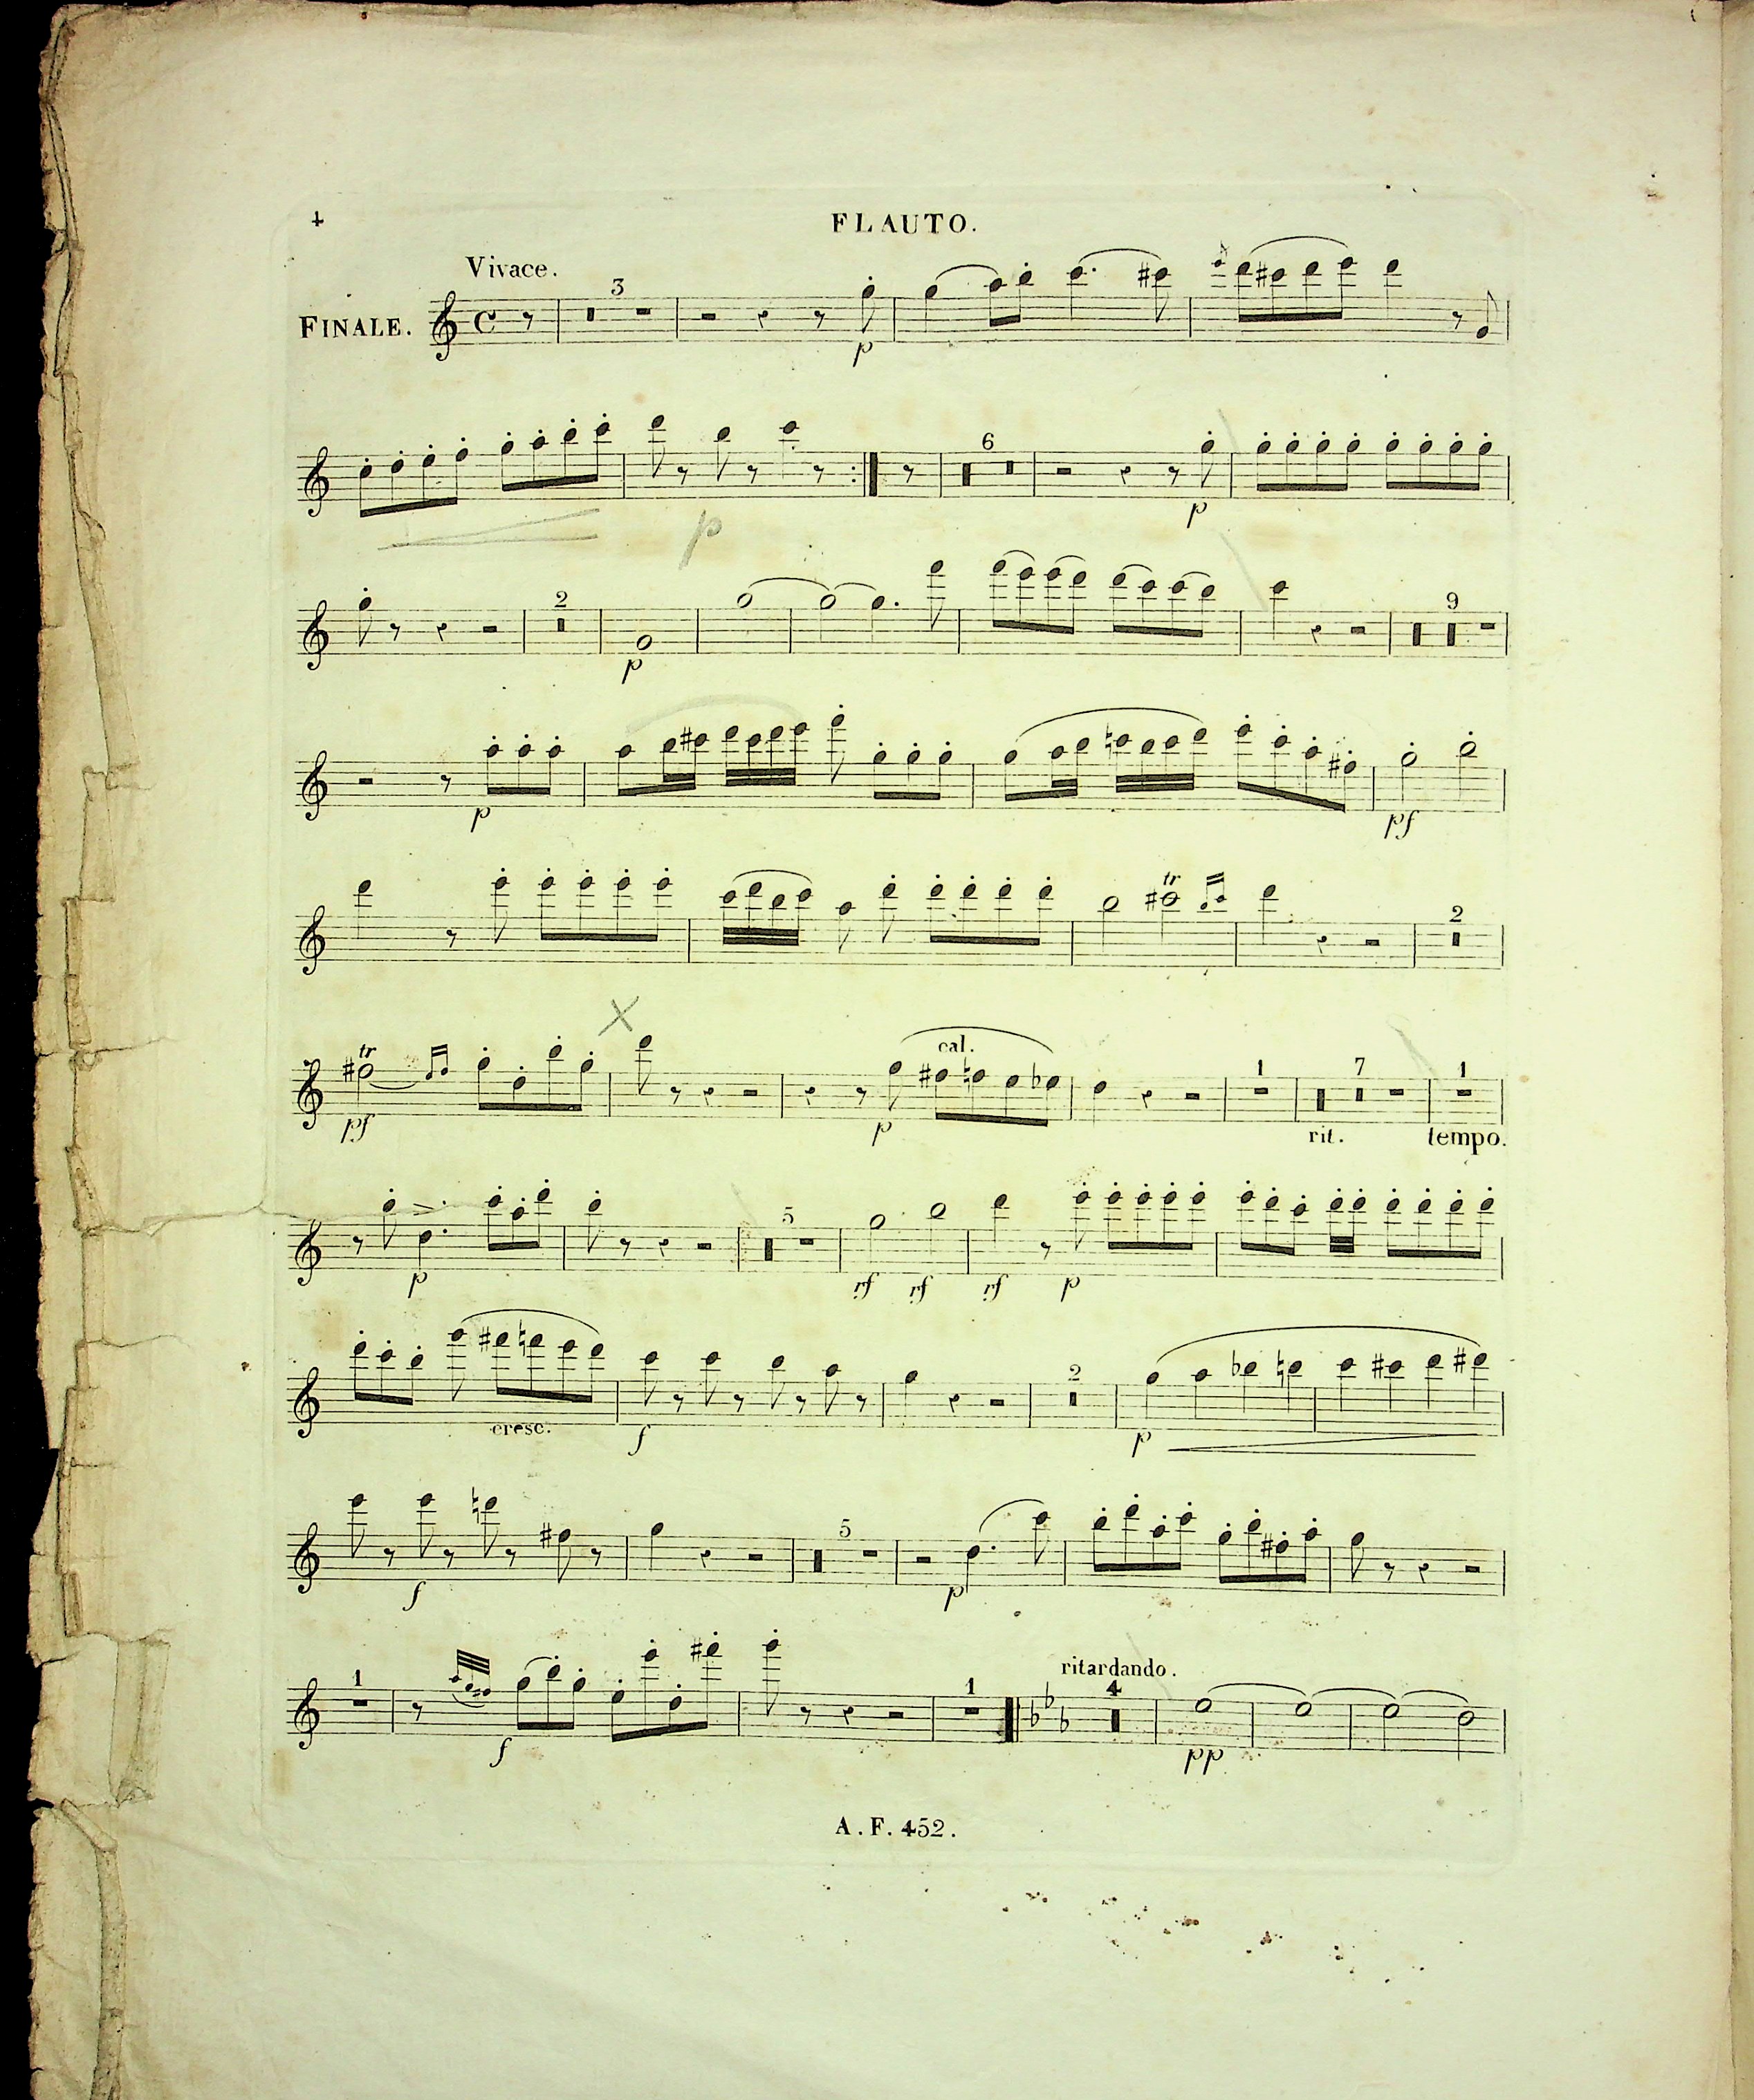 4
FLAUTO.
Vivace.
FINALE.
3
p
6
p
p
2
9
p
p
pf
tr
2
tr
cal.
1
7
1
pf
p
rit.
tempo.
5
p
rf rf rf p
2
cresc.
f
p
5
f
p
ritardando.
1
1
4
f
pp
A.F. 452.